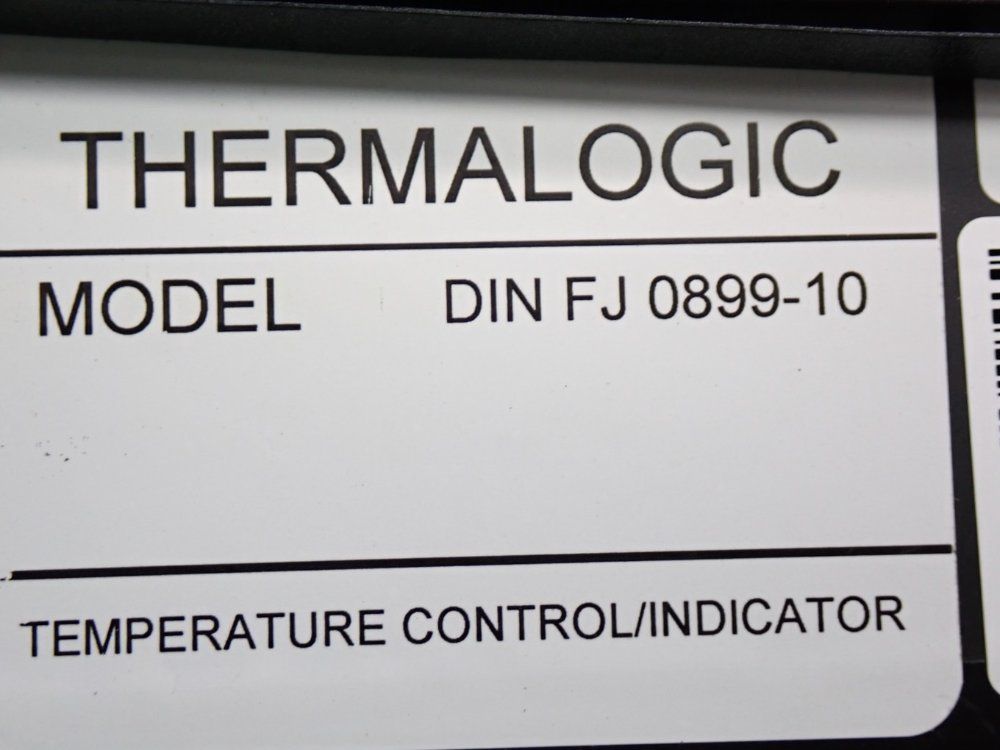 THERMALOGIC
MODEL DIN FJ 0899-10
TEMPERATURE CONTROL/INDICATOR